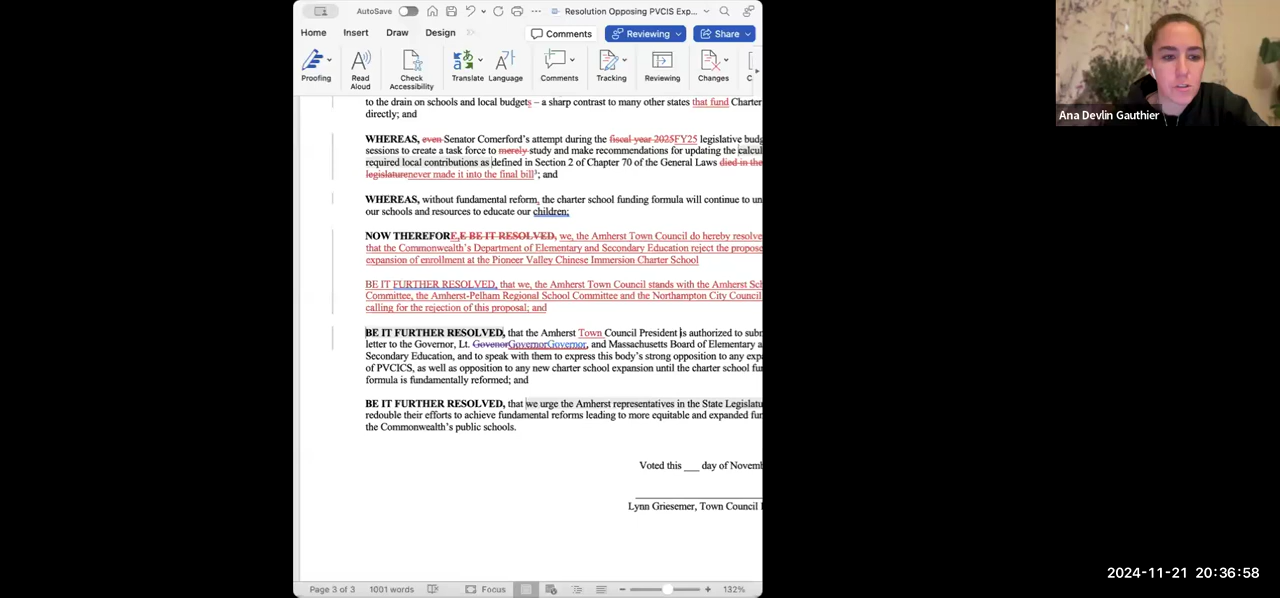 AutoSave
Resolution Opposing PVCIS Exp...
Home Insert Draw Design Comments Reviewing Share
Proofing Read Aloud Check Accessibility Translate Language Comments Tracking Reviewing Changes C
to the drain on schools and local budgets – a sharp contrast to many other states that fund Charter
directly; and
WHEREAS, even Senator Comerford's attempt during the fiscal year 2025FY25 legislative budg
sessions to create a task force to merely study and make recommendations for updating the calcul
required local contributions as defined in Section 2 of Chapter 70 of the General Laws died in the
legislaturenever made it into the final bill³; and
WHEREAS, without fundamental reform, the charter school funding formula will continue to un
our schools and resources to educate our children;
NOW THEREFORE,E BE IT RESOLVED, we, the Amherst Town Council do hereby resolve
that the Commonwealth's Department of Elementary and Secondary Education reject the propose
expansion of enrollment at the Pioneer Valley Chinese Immersion Charter School
BE IT FURTHER RESOLVED, that we, the Amherst Town Council stands with the Amherst Sch
Committee, the Amherst-Pelham Regional School Committee and the Northampton City Council
calling for the rejection of this proposal; and
BE IT FURTHER RESOLVED, that the Amherst Town Council President is authorized to subm
letter to the Governor, Lt. GovenorGovernorGovernor, and Massachusetts Board of Elementary a
Secondary Education, and to speak with them to express this body's strong opposition to any exp
of PVCICS, as well as opposition to any new charter school expansion until the charter school fun
formula is fundamentally reformed; and
BE IT FURTHER RESOLVED, that we urge the Amherst representatives in the State Legislatu
redouble their efforts to achieve fundamental reforms leading to more equitable and expanded fun
the Commonwealth's public schools.
Voted this ___ day of Novemb
Lynn Griesemer, Town Council
Page 3 of 3 1001 words Focus 132%
Ana Devlin Gauthier
2024-11-21 20:36:58